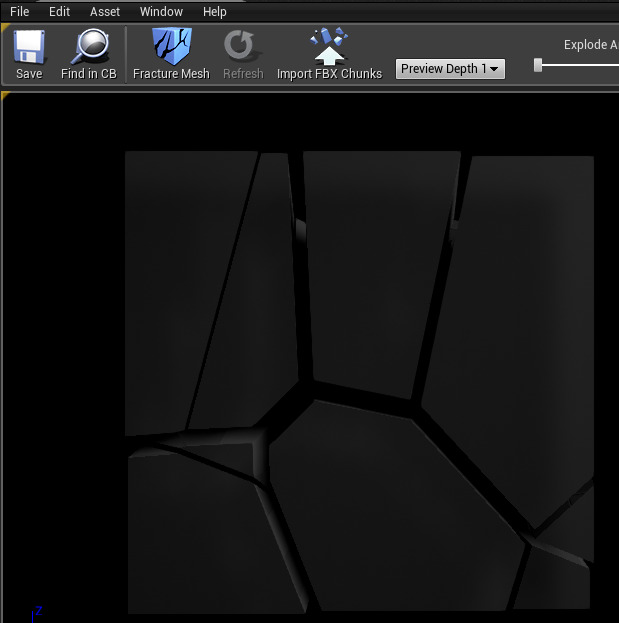 File Edit Asset Window Help
Explode
Save Find in CB Fracture Mesh Refresh Import FBX Chunks Preview Depth 1
Z